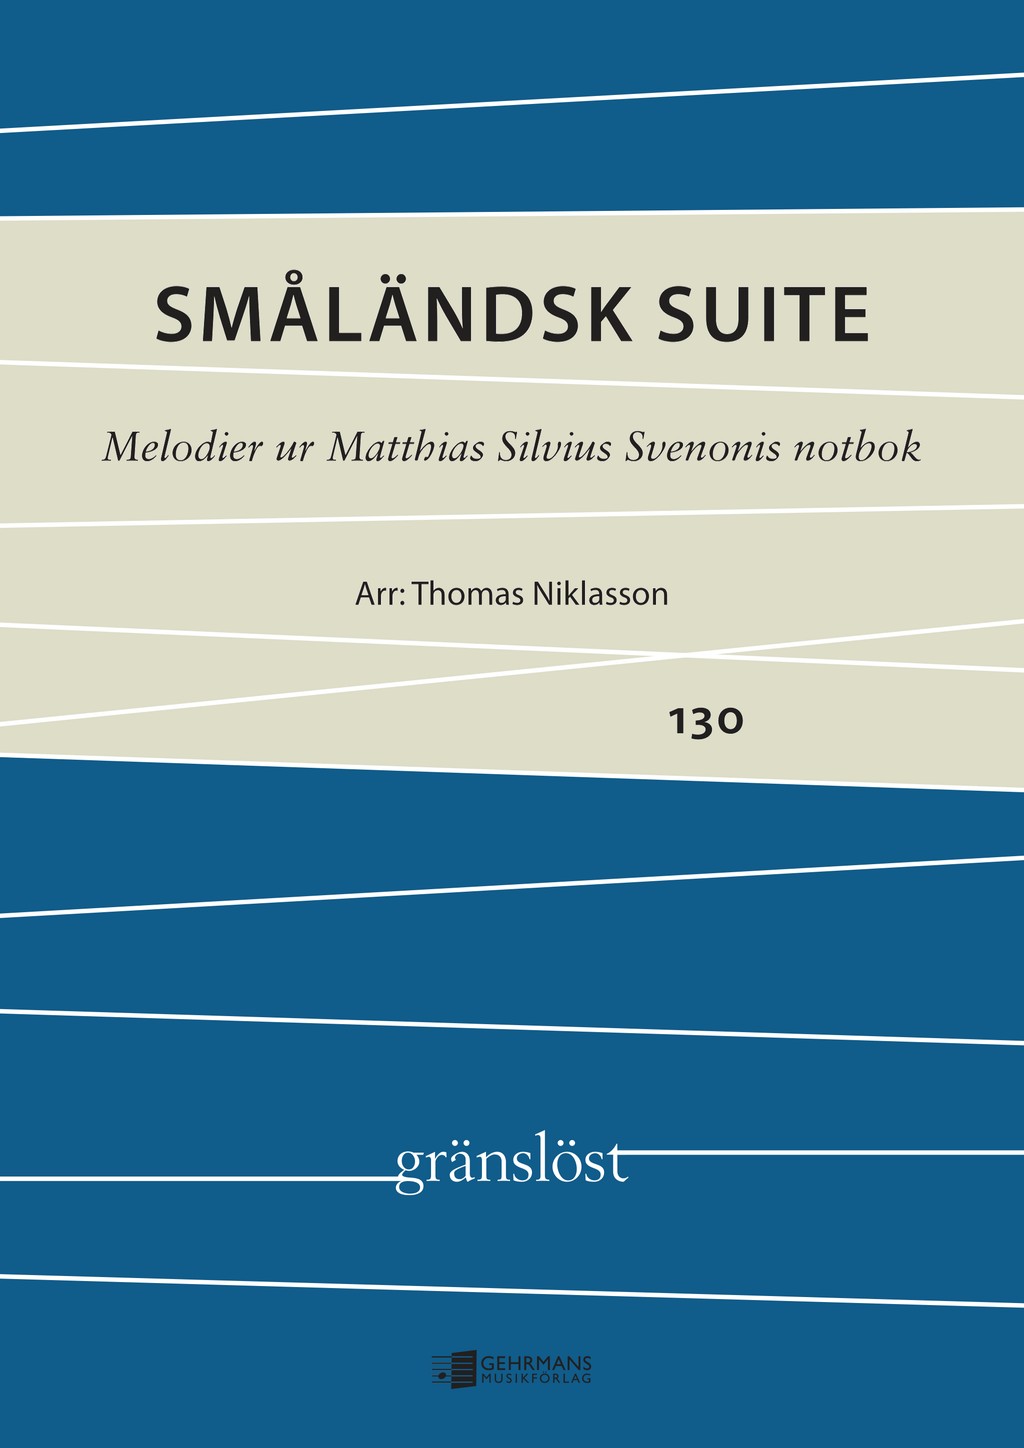 SMÅLÄNDSK SUITE
Melodier ur Matthias Silvius Svenonis notbok
Arr: Thomas Niklasson
130
gränslöst
GEHRMANS
MUSIKFÖRLAG